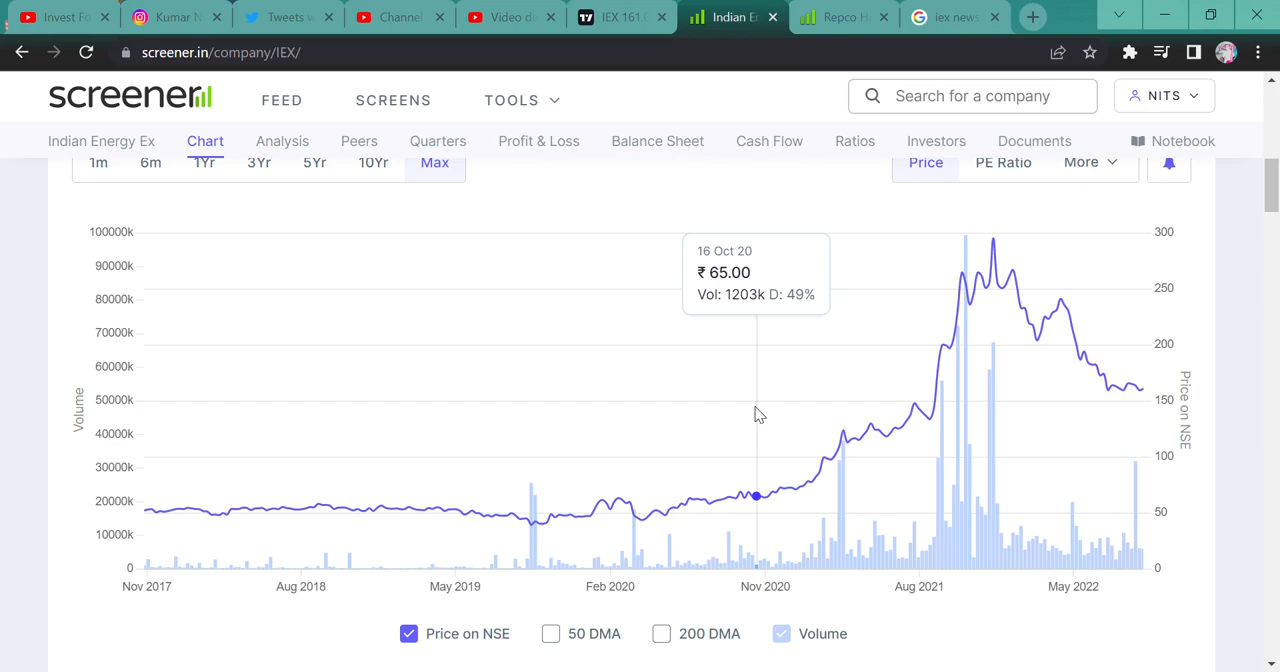 Invest Fo
Kumar N
Tweets w
Channel
Video de
IEX 161.6
Indian En
Repco H
iex news
screener.in/company/IEX/
screener
FEED
SCREENS
TOOLS
Search for a company
NITS
Indian Energy Ex
Chart
Analysis
Peers
Quarters
Profit & Loss
Balance Sheet
Cash Flow
Ratios
Investors
Documents
Notebook
1m 6m 1Yr 3Yr 5Yr 10Yr Max
Price PE Ratio More
100000k
90000k
80000k
70000k
60000k
50000k
40000k
30000k
20000k
10000k
0
Volume
16 Oct 20
₹ 65.00
Vol: 1203k D: 49%
300
250
200
150
100
50
0
Price on NSE
Nov 2017 Aug 2018 May 2019 Feb 2020 Nov 2020 Aug 2021 May 2022
Price on NSE 50 DMA 200 DMA Volume